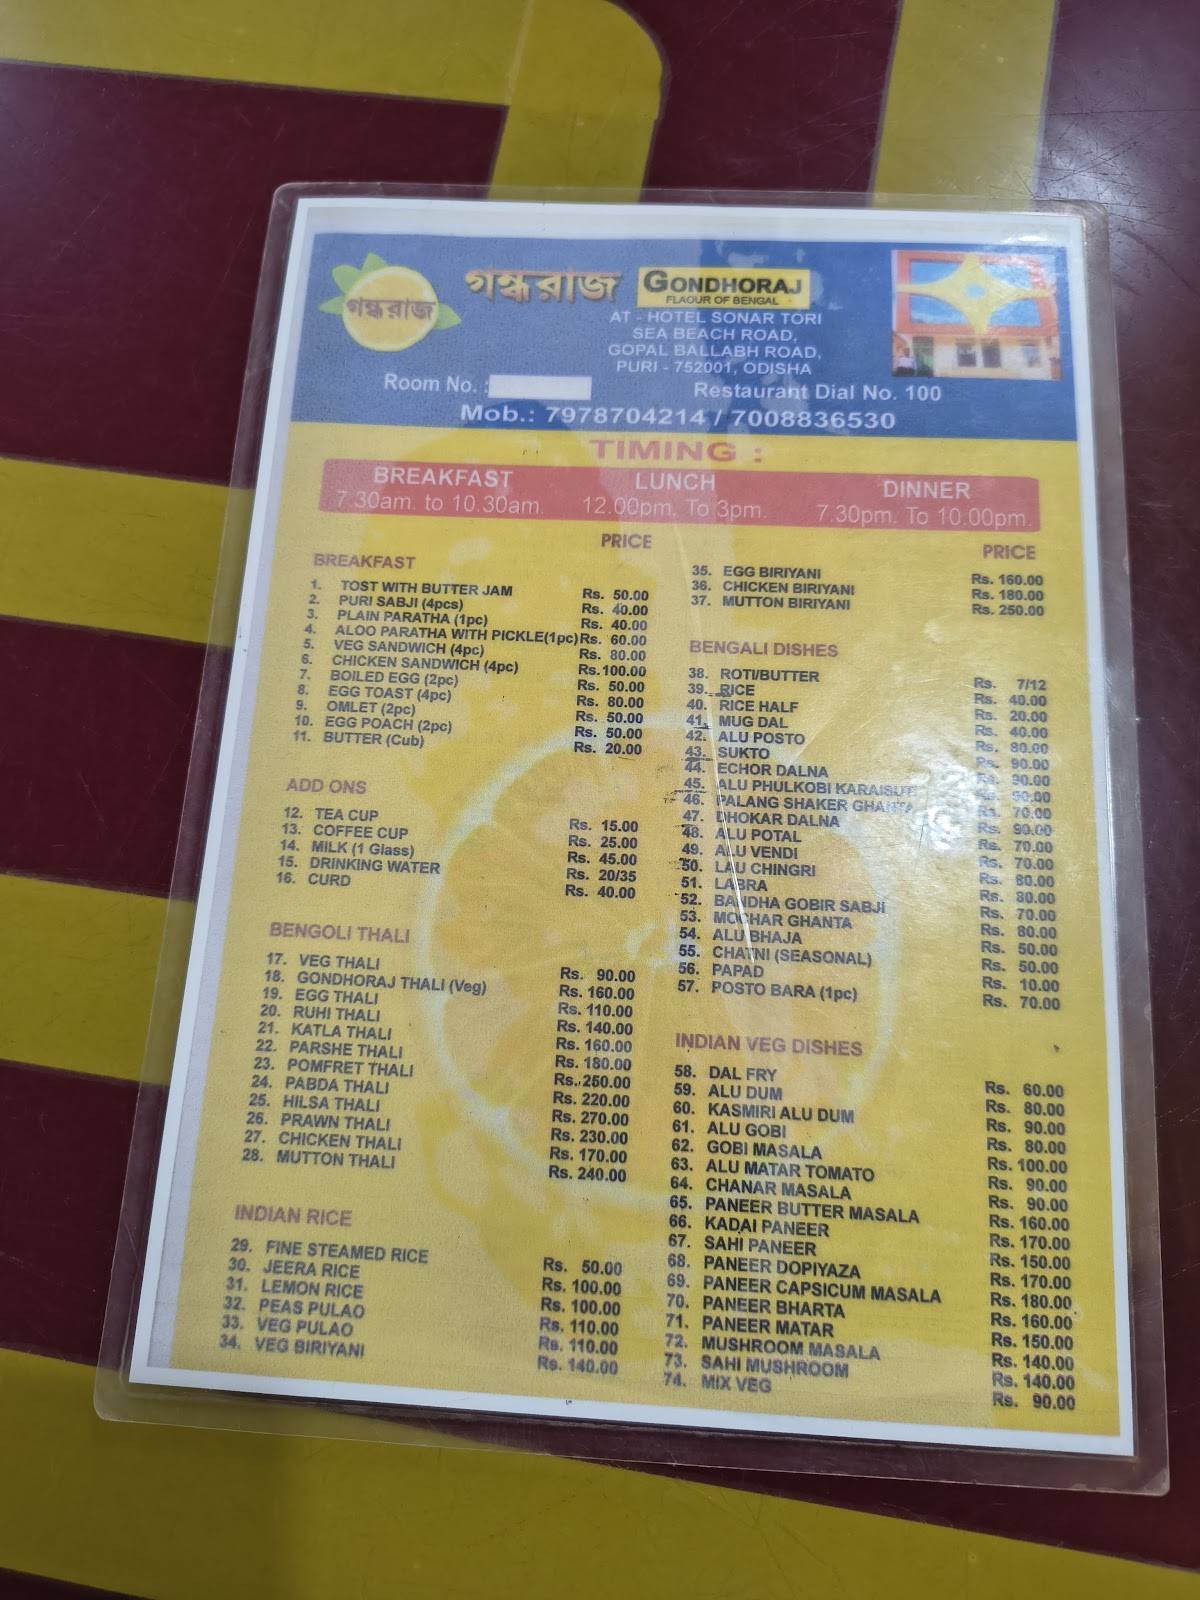 গন্ধরাজ
গন্ধরাজ GONDHORAJ
FLAOUR OF BENGAL
AT - HOTEL SONAR TORI
SEA BEACH ROAD,
GOPAL BALLABH ROAD,
PURI - 752001, ODISHA
Room No. : Restaurant Dial No. 100
Mob.: 7978704214 / 7008836530
TIMING :
BREAKFAST LUNCH DINNER
7.30am. to 10.30am. 12.00pm. To 3pm. 7.30pm. To 10.00pm.
PRICE
BREAKFAST
1. TOST WITH BUTTER JAM Rs. 50.00
2. PURI SABJI (4pcs) Rs. 40.00
3. PLAIN PARATHA (1pc) Rs. 40.00
4. ALOO PARATHA WITH PICKLE(1pc) Rs. 60.00
5. VEG SANDWICH (4pc) Rs. 80.00
6. CHICKEN SANDWICH (4pc) Rs.100.00
7. BOILED EGG (2pc) Rs. 50.00
8. EGG TOAST (4pc) Rs. 80.00
9. OMLET (2pc) Rs. 50.00
10. EGG POACH (2pc) Rs. 50.00
11. BUTTER (Cub) Rs. 20.00
ADD ONS
12. TEA CUP Rs. 15.00
13. COFFEE CUP Rs. 25.00
14. MILK (1 Glass) Rs. 45.00
15. DRINKING WATER Rs. 20/35
16. CURD Rs. 40.00
BENGOLI THALI
17. VEG THALI Rs. 90.00
18. GONDHORAJ THALI (Veg) Rs. 160.00
19. EGG THALI Rs. 110.00
20. RUHI THALI Rs. 140.00
21. KATLA THALI Rs. 160.00
22. PARSHE THALI Rs. 180.00
23. POMFRET THALI Rs. 250.00
24. PABDA THALI Rs. 220.00
25. HILSA THALI Rs. 270.00
26. PRAWN THALI Rs. 230.00
27. CHICKEN THALI Rs. 170.00
28. MUTTON THALI Rs. 240.00
INDIAN RICE
29. FINE STEAMED RICE Rs. 50.00
30. JEERA RICE Rs. 100.00
31. LEMON RICE Rs. 100.00
32. PEAS PULAO Rs. 110.00
33. VEG PULAO Rs. 110.00
34. VEG BIRIYANI Rs. 140.00
PRICE
35. EGG BIRIYANI Rs. 160.00
36. CHICKEN BIRIYANI Rs. 180.00
37. MUTTON BIRIYANI Rs. 250.00
BENGALI DISHES
38. ROTI/BUTTER Rs. 7/12
39. RICE Rs. 40.00
40. RICE HALF Rs. 20.00
41. MUG DAL Rs. 40.00
42. ALU POSTO Rs. 80.00
43. SUKTO Rs. 90.00
44. ECHOR DALNA Rs. 90.00
45. ALU PHULKOBI KARAISUTI Rs. 90.00
46. PALANG SHAKER GHANTA Rs. 70.00
47. DHOKAR DALNA Rs. 90.00
48. ALU POTAL Rs. 70.00
49. ALU VENDI Rs. 70.00
50. LAU CHINGRI Rs. 80.00
51. LABRA Rs. 80.00
52. BANDHA GOBIR SABJI Rs. 70.00
53. MOCHAR GHANTA Rs. 80.00
54. ALU BHAJA Rs. 50.00
55. CHATNI (SEASONAL) Rs. 50.00
56. PAPAD Rs. 10.00
57. POSTO BARA (1pc) Rs. 70.00
INDIAN VEG DISHES
58. DAL FRY Rs. 60.00
59. ALU DUM Rs. 80.00
60. KASMIRI ALU DUM Rs. 90.00
61. ALU GOBI Rs. 80.00
62. GOBI MASALA Rs. 100.00
63. ALU MATAR TOMATO Rs. 90.00
64. CHANAR MASALA Rs. 90.00
65. PANEER BUTTER MASALA Rs. 160.00
66. KADAI PANEER Rs. 170.00
67. SAHI PANEER Rs. 150.00
68. PANEER DOPIYAZA Rs. 170.00
69. PANEER CAPSICUM MASALA Rs. 180.00
70. PANEER BHARTA Rs. 160.00
71. PANEER MATAR Rs. 150.00
72. MUSHROOM MASALA Rs. 140.00
73. SAHI MUSHROOM Rs. 140.00
74. MIX VEG Rs. 90.00